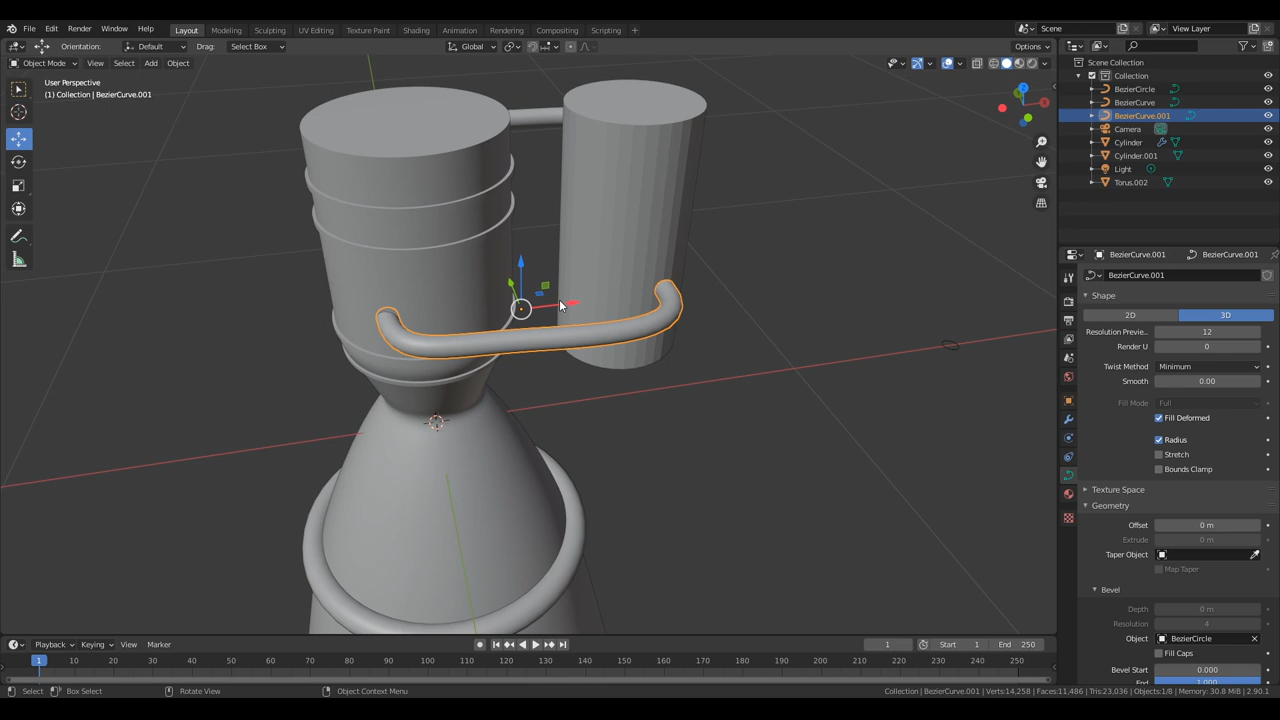 File Edit Render Window Help Layout Modeling Sculpting UV Editing Texture Paint Shading Animation Rendering Compositing Scripting + Scene View Layer
Orientation: Default Drag: Select Box Global Options
Object Mode View Select Add Object
User Perspective
(1) Collection | BezierCurve.001
Scene Collection
Collection
BezierCircle
BezierCurve
BezierCurve.001
Camera
Cylinder
Cylinder.001
Light
Torus.002
BezierCurve.001 BezierCurve.001
BezierCurve.001
Shape
2D 3D
Resolution Previe.. 12
Render U 0
Twist Method Minimum
Smooth 0.00
Fill Mode Full
Fill Deformed
Radius
Stretch
Bounds Clamp
Texture Space
Geometry
Offset 0 m
Extrude 0 m
Taper Object
Map Taper
Bevel
Depth 0 m
Resolution 4
Object BezierCircle
Fill Caps
Bevel Start 0.000
End 1.000
Playback Keying View Marker 1 Start 1 End 250
1 10 20 30 40 50 60 70 80 90 100 110 120 130 140 150 160 170 180 190 200 210 220 230 240 250
Select Box Select Rotate View Object Context Menu Collection | BezierCurve.001 | Verts:14,258 | Faces:11,486 | Tris:23,036 | Objects:1/8 | Memory: 30.8 MiB | 2.90.1
X
Z